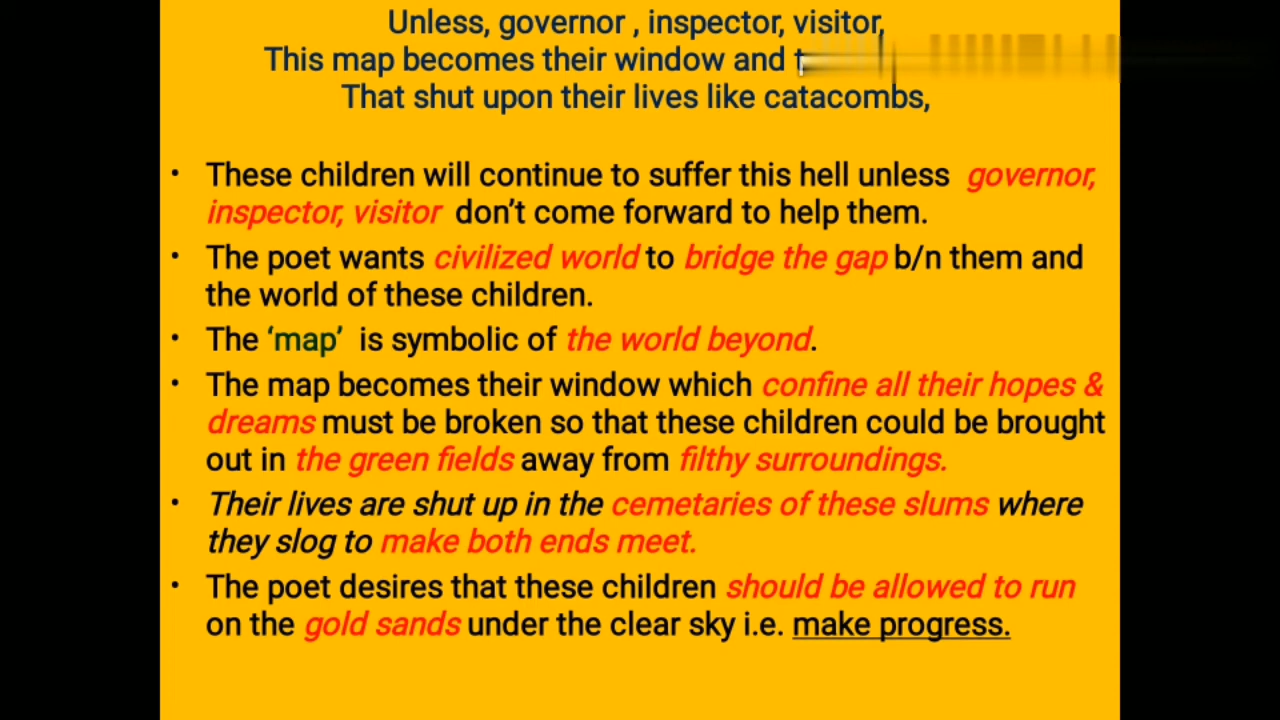 Unless, governor , inspector, visitor,
This map becomes their window and
That shut upon their lives like catacombs,
• These children will continue to suffer this hell unless governor,
inspector, visitor don’t come forward to help them.
• The poet wants civilized world to bridge the gap b/n them and
the world of these children.
• The ‘map’ is symbolic of the world beyond.
• The map becomes their window which confine all their hopes &
dreams must be broken so that these children could be brought
out in the green fields away from filthy surroundings.
• Their lives are shut up in the cemetaries of these slums where
they slog to make both ends meet.
• The poet desires that these children should be allowed to run
on the gold sands under the clear sky i.e. make progress.